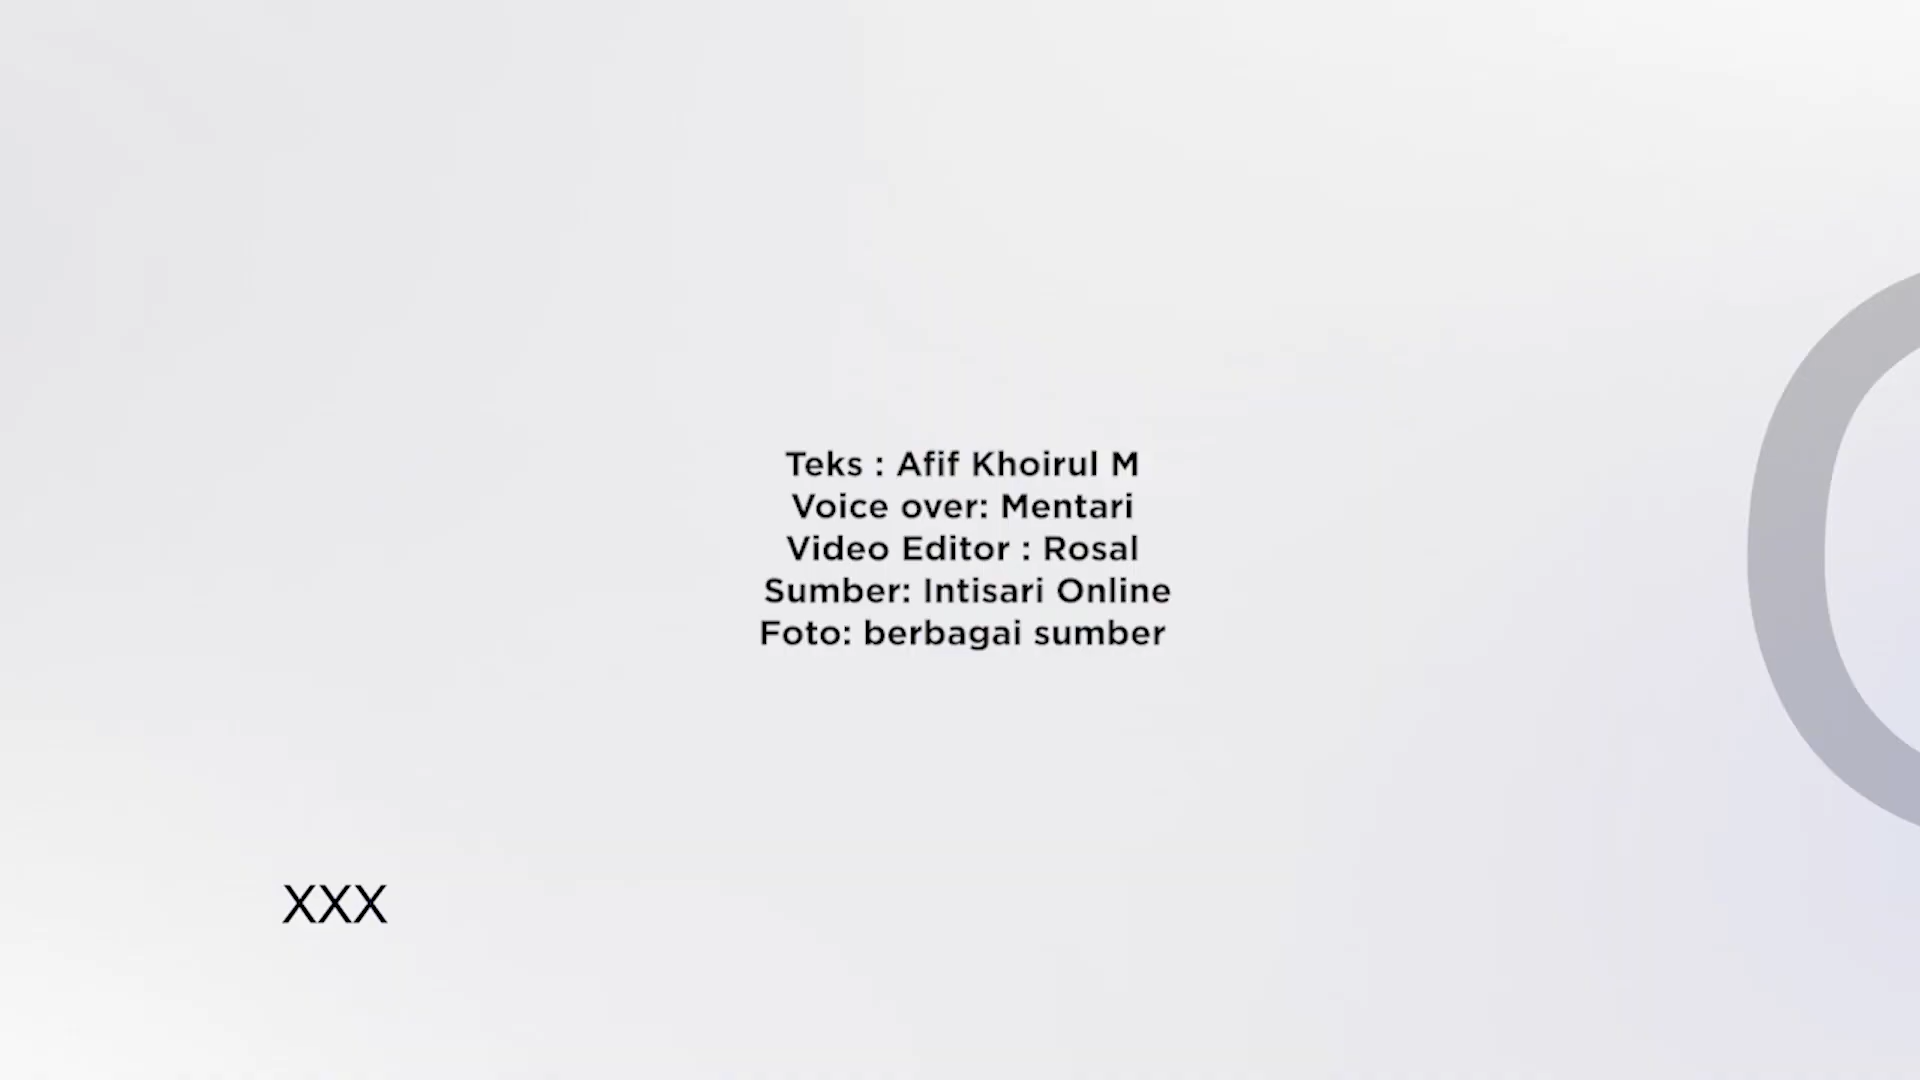 Teks : Afif Khoirul M
Voice over: Mentari
Video Editor : Rosal
Sumber: Intisari Online
Foto: berbagai sumber
XXX